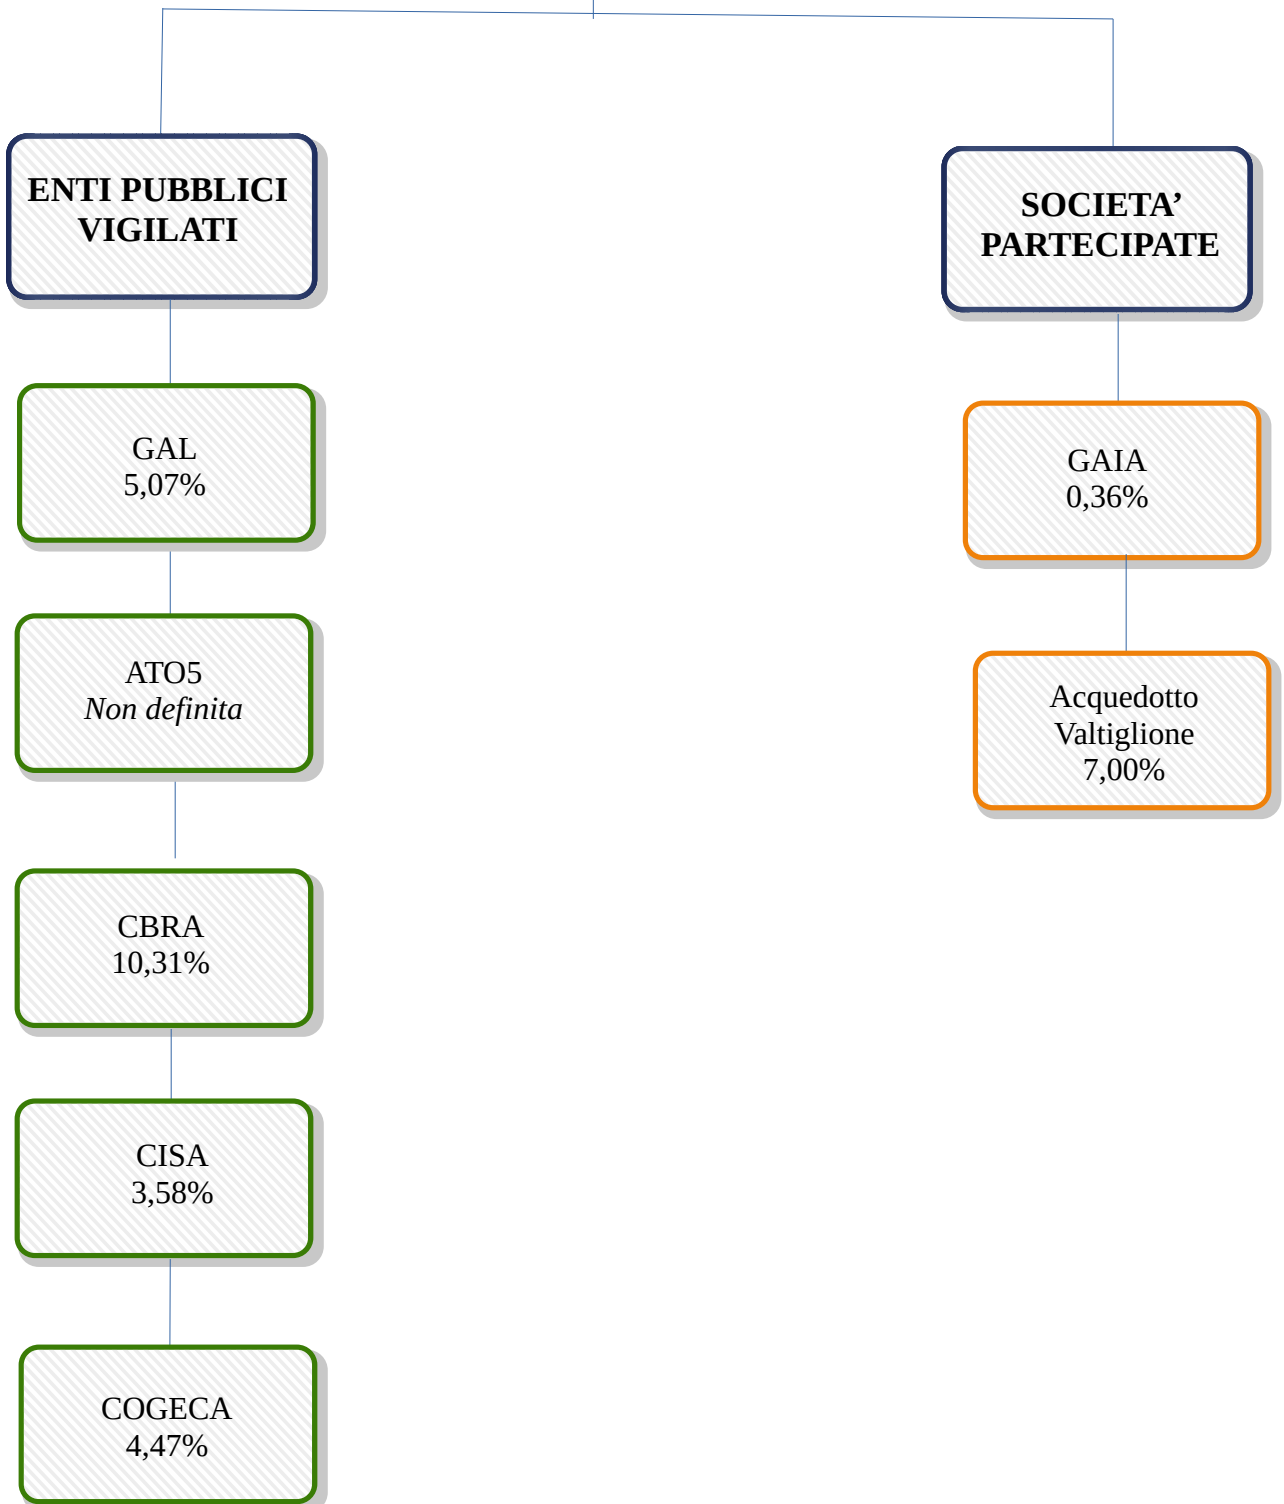 ENTI PUBBLICI
VIGILATI
GAL
5,07%
ATO5
Non definita
CBRA
10,31%
CISA
3,58%
COGECA
4,47%
SOCIETA’
PARTECIPATE
GAIA
0,36%
Acquedotto
Valtiglione
7,00%